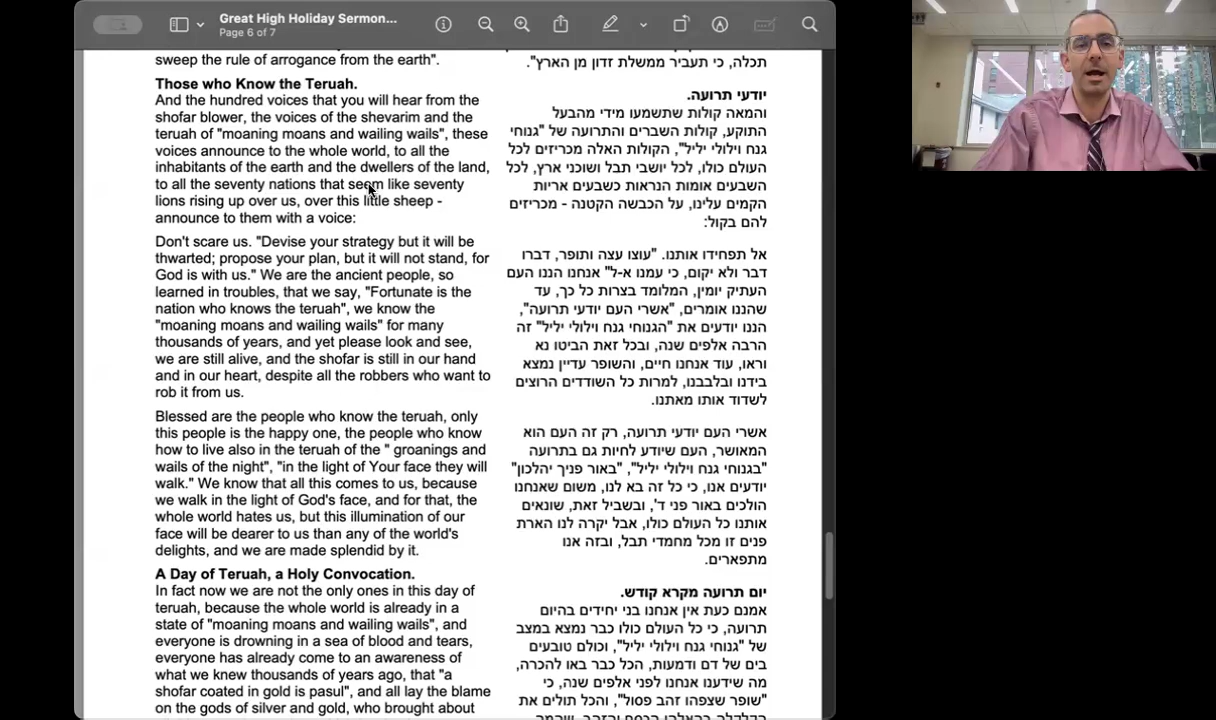 Great High Holiday Sermon...
Page 6 of 7
sweep the rule of arrogance from the earth".
Those who Know the Teruah.
And the hundred voices that you will hear from the
shofar blower, the voices of the shevarim and the
teruah of "moaning moans and wailing wails", these
voices announce to the whole world, to all the
inhabitants of the earth and the dwellers of the land,
to all the seventy nations that seem like seventy
lions rising up over us, over this little sheep -
announce to them with a voice:
Don't scare us. "Devise your strategy but it will be
thwarted; propose your plan, but it will not stand, for
God is with us." We are the ancient people, so
learned in troubles, that we say, "Fortunate is the
nation who knows the teruah", we know the
"moaning moans and wailing wails" for many
thousands of years, and yet please look and see,
we are still alive, and the shofar is still in our hand
and in our heart, despite all the robbers who want to
rob it from us.
Blessed are the people who know the teruah, only
this people is the happy one, the people who know
how to live also in the teruah of the " groanings and
wails of the night", "in the light of Your face they will
walk." We know that all this comes to us, because
we walk in the light of God's face, and for that, the
whole world hates us, but this illumination of our
face will be dearer to us than any of the world's
delights, and we are made splendid by it.
A Day of Teruah, a Holy Convocation.
In fact now we are not the only ones in this day of
teruah, because the whole world is already in a
state of "moaning moans and wailing wails", and
everyone is drowning in a sea of blood and tears,
everyone has already come to an awareness of
what we knew thousands of years ago, that "a
shofar coated in gold is pasul", and all lay the blame
on the gods of silver and gold, who brought about
תכלה, כי תעביר ממשלת זדון מן הארץ".
יודעי תרועה.
והמאה קולות שתשמעו מידי מהבעל
התוקע, קולות השברים והתרועה של "גנוחי
גנח וילולי יליל", הקולות האלה מכריזים לכל
העולם כולו, לכל יושבי תבל ושוכני ארץ, לכל
השבעים אומות הנראות כשבעים אריות
הקמים עלינו, על הכבשה הקטנה - מכריזים
להם בקול:
אל תפחידו אותנו. "עוצו עצה ותופר, דברו
דבר ולא יקום, כי עמנו א-ל" אנחנו הננו העם
העתיק יומין, המלומד בצרות כל כך, עד
שהננו אומרים, "אשרי העם יודעי תרועה",
הננו יודעים את "הגנוחי גנח וילולי יליל" זה
הרבה אלפים שנה, ובכל זאת הביטו נא
וראו, עוד אנחנו חיים, והשופר עדיין נמצא
בידנו ובלבבנו, למרות כל השודדים הרוצים
לשדוד אותו מאתנו.
אשרי העם יודעי תרועה, רק זה העם הוא
המאושר, העם שיודע לחיות גם בתרועה
"בגנוחי גנח וילולי יליל", "באור פניך יהלכון"
יודעים אנו, כי כל זה בא לנו, משום שאנחנו
הולכים באור פני ד', ובשביל זאת, שונאים
אותנו כל העולם כולו, אבל יקרה לנו הארת
פנים זו מכל מחמדי תבל, ובזה אנו
מתפארים.
יום תרועה מקרא קודש.
אמנם כעת אין אנחנו בני יחידים בהיום
תרועה, כי כל העולם כולו כבר נמצא במצב
של "גנוחי גנח וילולי יליל", וכולם טובעים
בים של דם ודמעות, הכל כבר באו להכרה,
מה שידענו אנחנו לפני אלפים שנה, כי
"שופר שצפהו זהב פסול", והכל תולים את